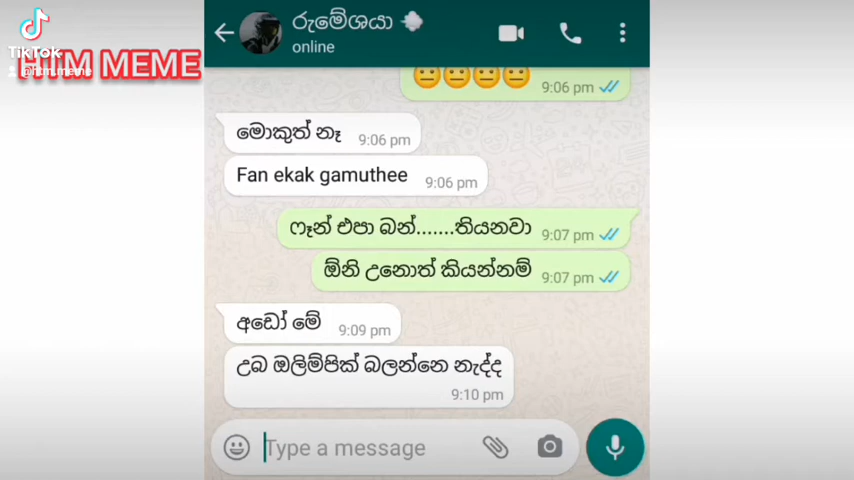 TikTok
HTM MEME
රුමේශයා
online
😐😐😐😐 9:06 pm
මොකුත් නෑ 9:06 pm
Fan ekak gamuthee 9:06 pm
ෆෑන් එපා බන්.......තියනවා 9:07 pm
ඕනි උනොත් කියන්නම් 9:07 pm
අඩෝ මේ 9:09 pm
උබ ඔලිම්පික් බලන්නෙ නැද්ද
9:10 pm
Type a message